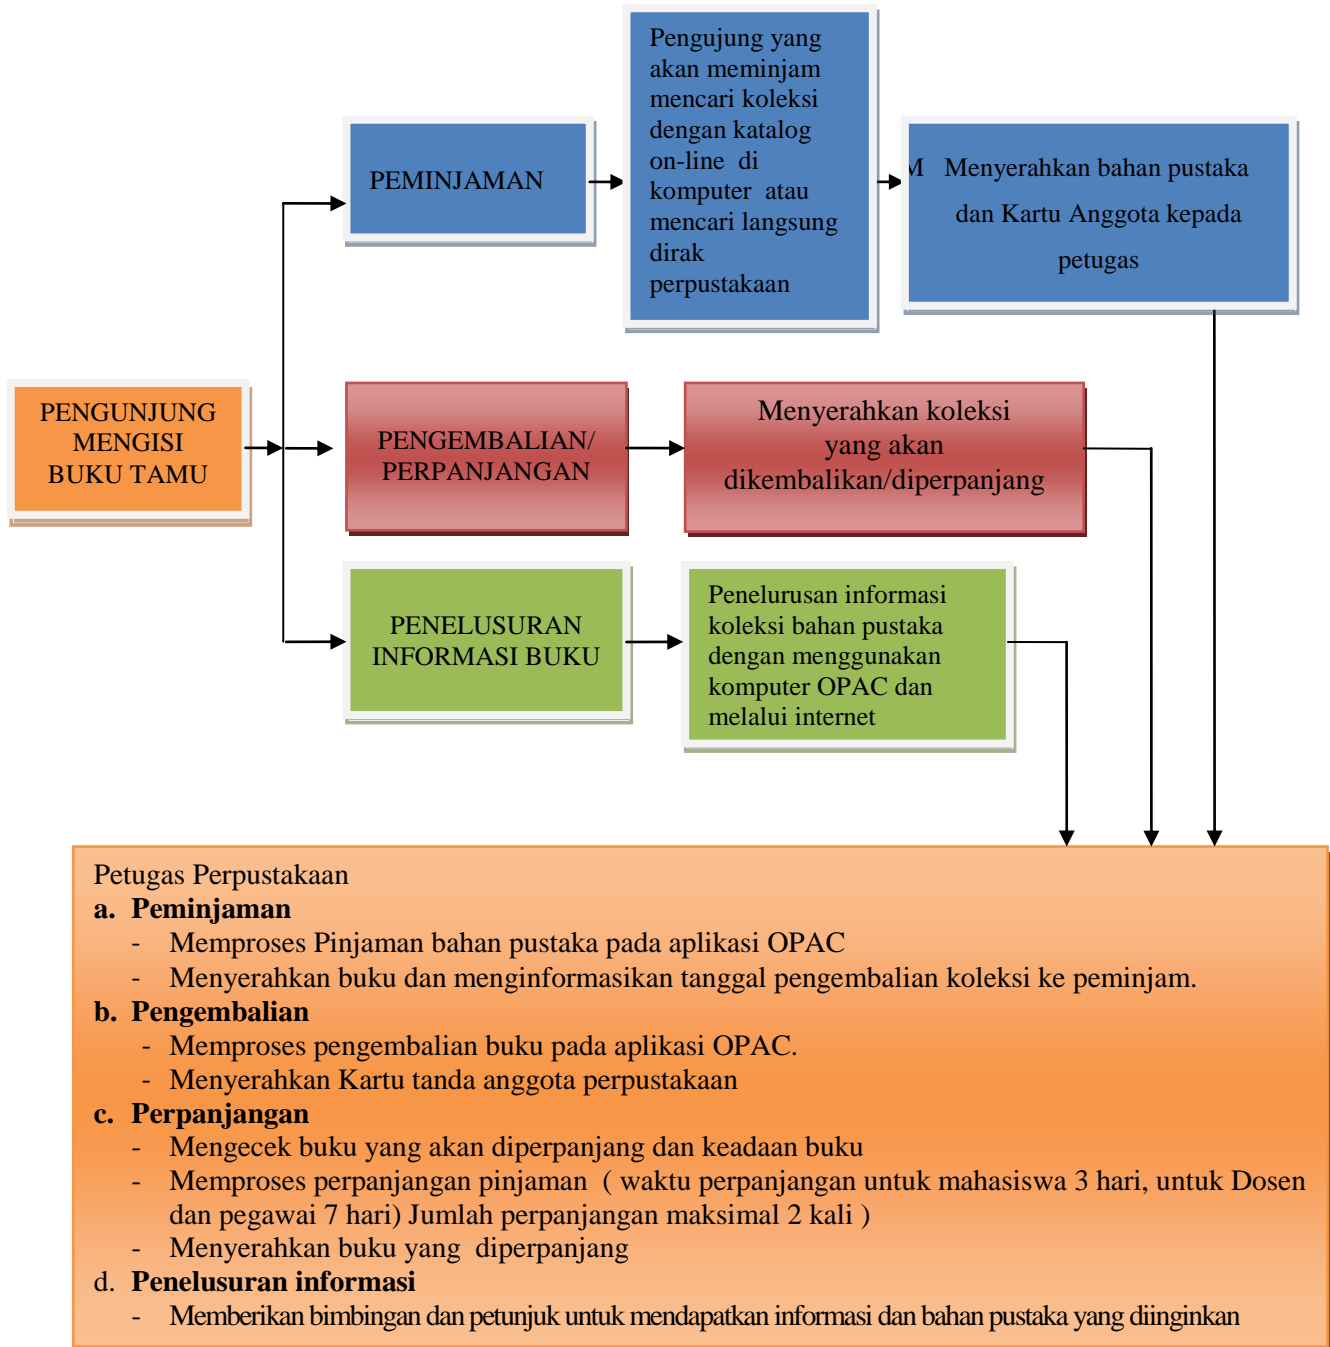 PENGUNJUNG
MENGISI
BUKU TAMU
PEMINJAMAN
Pengujung yang
akan meminjam
mencari koleksi
dengan katalog
on-line di
komputer atau
mencari langsung
dirak
perpustakaan
M Menyerahkan bahan pustaka
dan Kartu Anggota kepada
petugas
PENGEMBALIAN/
PERPANJANGAN
Menyerahkan koleksi
yang akan
dikembalikan/diperpanjang
PENELUSURAN
INFORMASI BUKU
Penelurusan informasi
koleksi bahan pustaka
dengan menggunakan
komputer OPAC dan
melalui internet
Petugas Perpustakaan
a. Peminjaman
- Memproses Pinjaman bahan pustaka pada aplikasi OPAC
- Menyerahkan buku dan menginformasikan tanggal pengembalian koleksi ke peminjam.
b. Pengembalian
- Memproses pengembalian buku pada aplikasi OPAC.
- Menyerahkan Kartu tanda anggota perpustakaan
c. Perpanjangan
- Mengecek buku yang akan diperpanjang dan keadaan buku
- Memproses perpanjangan pinjaman ( waktu perpanjangan untuk mahasiswa 3 hari, untuk Dosen
dan pegawai 7 hari) Jumlah perpanjangan maksimal 2 kali )
- Menyerahkan buku yang diperpanjang
d. Penelusuran informasi
- Memberikan bimbingan dan petunjuk untuk mendapatkan informasi dan bahan pustaka yang diinginkan